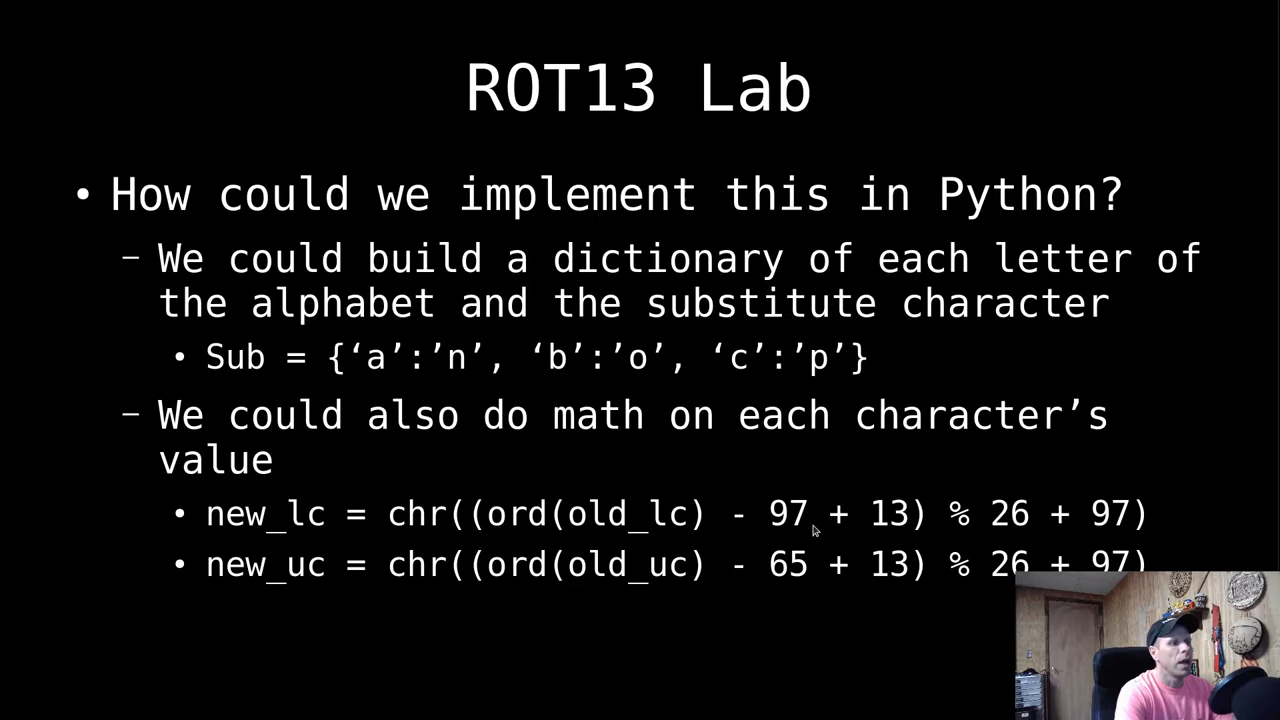 ROT13 Lab
• How could we implement this in Python?
– We could build a dictionary of each letter of
the alphabet and the substitute character
• Sub = {‘a’:’n’, ‘b’:’o’, ‘c’:’p’}
– We could also do math on each character’s
value
• new_lc = chr((ord(old_lc) - 97 + 13) % 26 + 97)
• new_uc = chr((ord(old_uc) - 65 + 13) % 26 + 97)